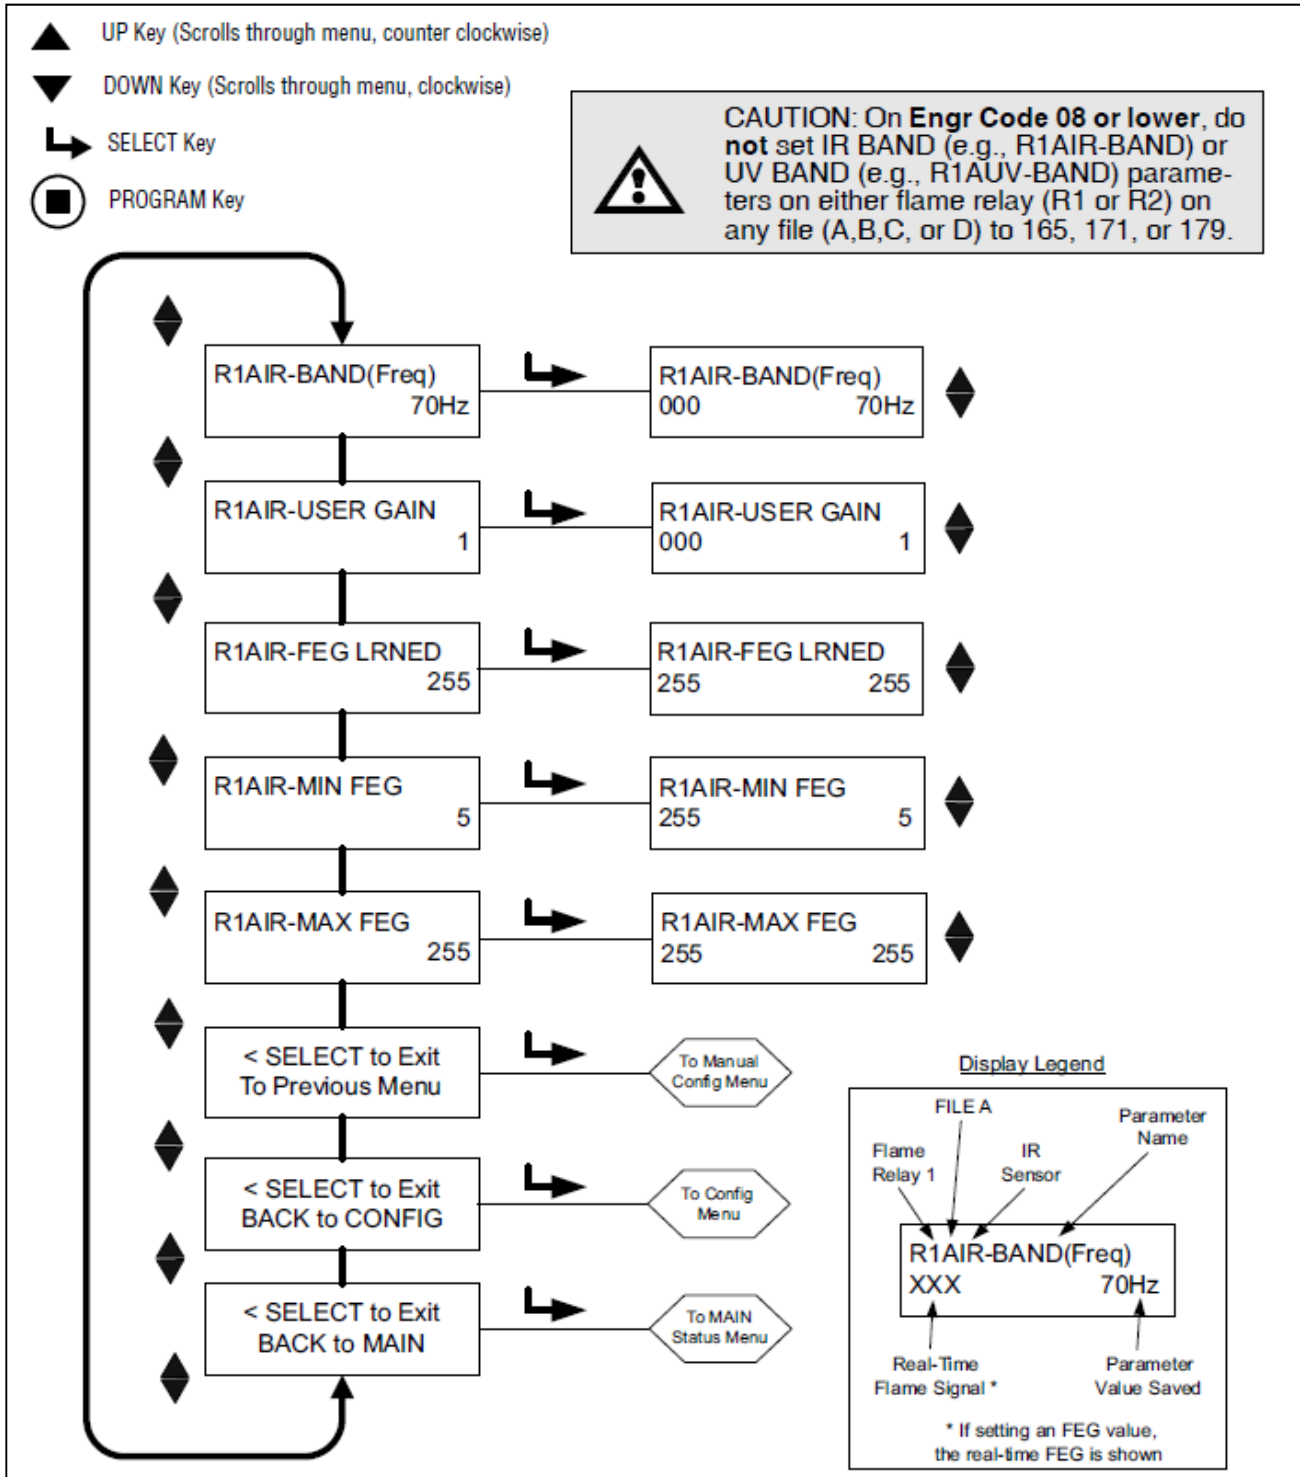 UP Key (Scrolls through menu, counter clockwise)
DOWN Key (Scrolls through menu, clockwise)
SELECT Key
PROGRAM Key
CAUTION: On Engr Code 08 or lower, do
not set IR BAND (e.g., R1AIR-BAND) or
UV BAND (e.g., R1AUV-BAND) parame-
ters on either flame relay (R1 or R2) on
any file (A,B,C, or D) to 165, 171, or 179.
R1AIR-BAND(Freq)
70Hz
R1AIR-BAND(Freq)
000 70Hz
R1AIR-USER GAIN
1
R1AIR-USER GAIN
000 1
R1AIR-FEG LRNED
255
R1AIR-FEG LRNED
255 255
R1AIR-MIN FEG
5
R1AIR-MIN FEG
255 5
R1AIR-MAX FEG
255
R1AIR-MAX FEG
255 255
< SELECT to Exit
To Previous Menu
To Manual
Config Menu
< SELECT to Exit
BACK to CONFIG
To Config
Menu
< SELECT to Exit
BACK to MAIN
To MAIN
Status Menu
Display Legend
FILE A
Parameter
Name
Flame
Relay 1
IR
Sensor
R1AIR-BAND(Freq)
XXX 70Hz
Real-Time
Flame Signal *
Parameter
Value Saved
* If setting an FEG value,
the real-time FEG is shown